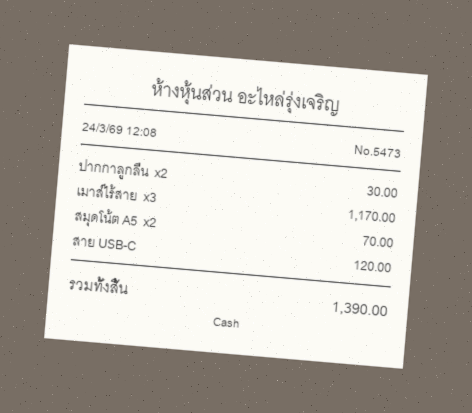 ห้างหุ้นส่วน อะไหล่รุ่งเจริญ
24/3/69 12:08 No.5473
ปากกาลูกลื่น x2 30.00
เมาส์ไร้สาย x3 1,170.00
สมุดโน้ต A5 x2 70.00
สาย USB-C 120.00
รวมทั้งสิ้น 1,390.00
Cash